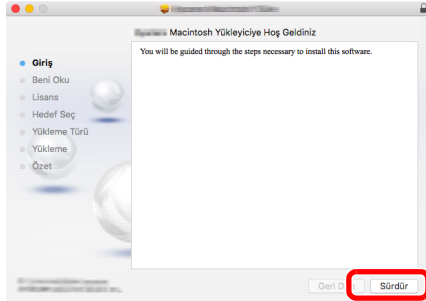 Macintosh Yükleyiciye Hoş Geldiniz
You will be guided through the steps necessary to install this software.
Giriş
Beni Oku
Lisans
Hedef Seç
Yükleme Türü
Yükleme
Özet
Geri
Sürdür